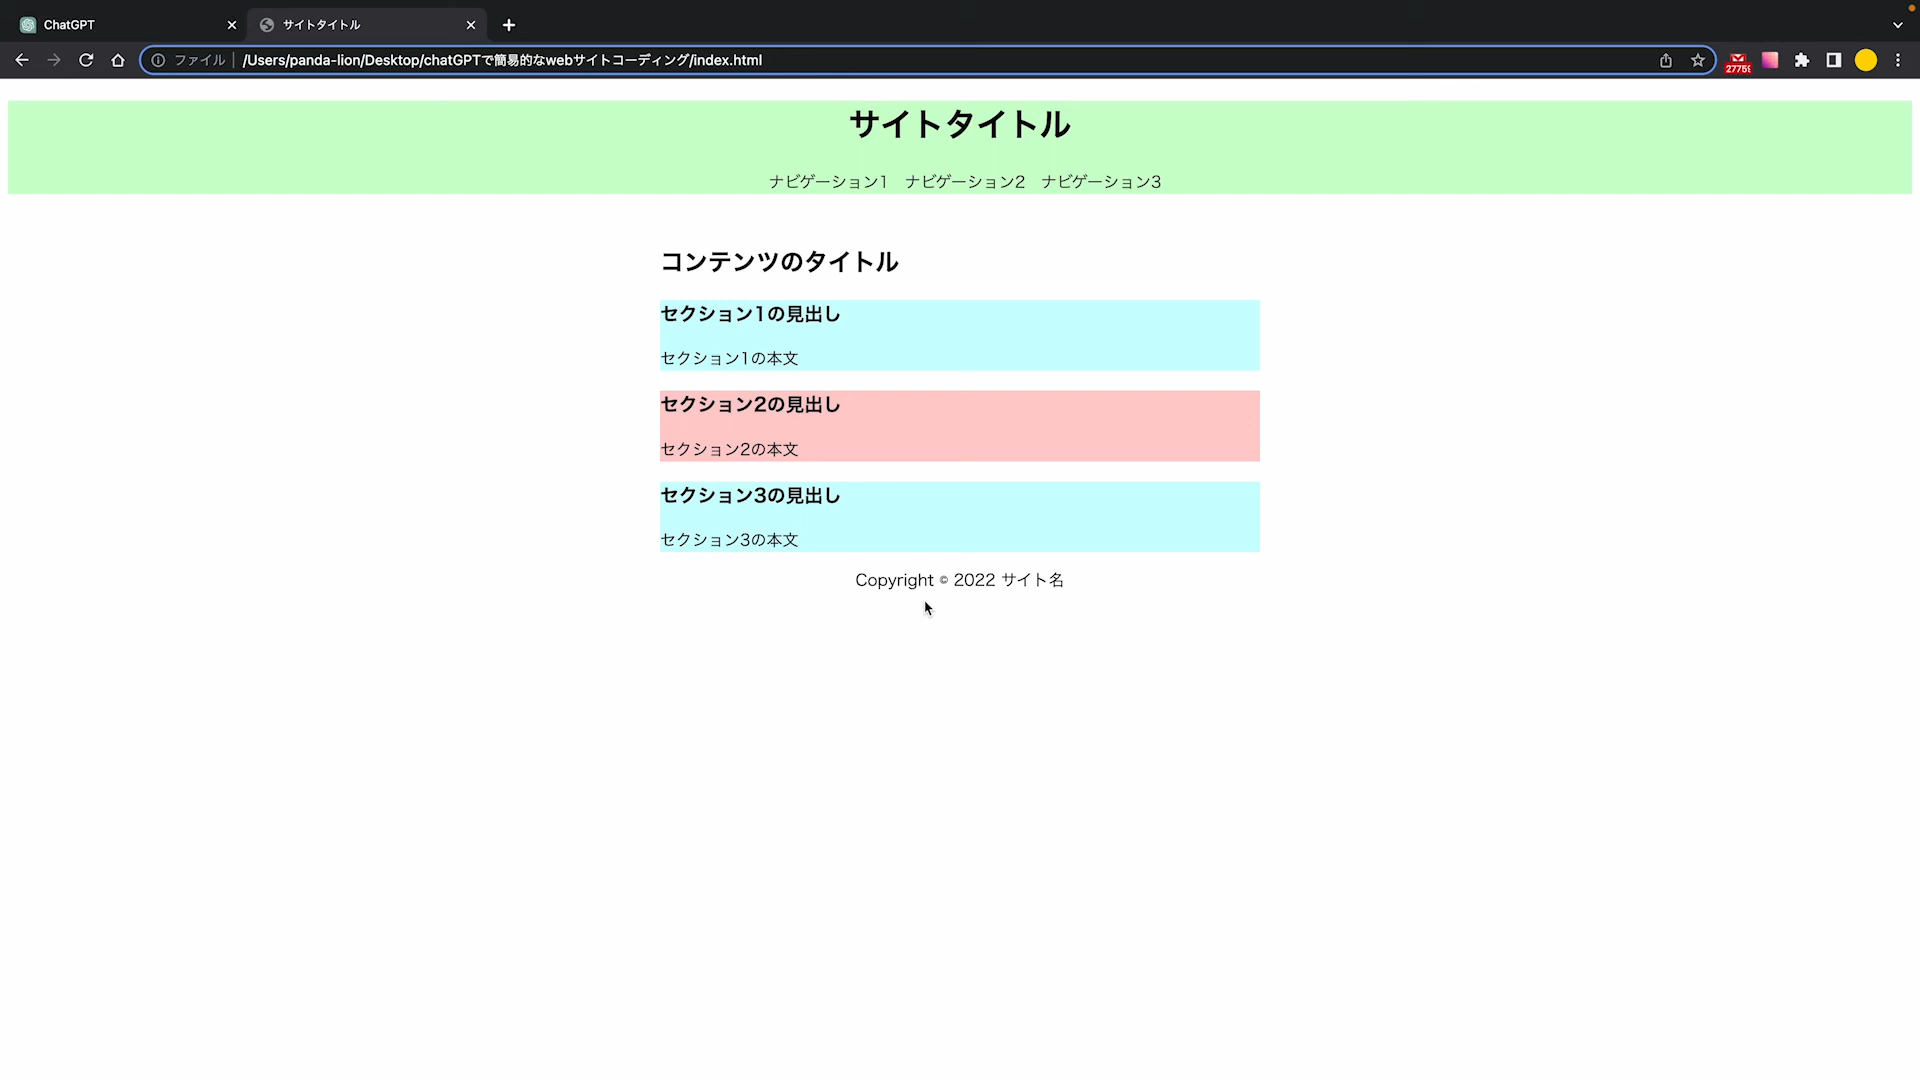 ChatGPT
サイトタイトル
ファイル /Users/panda-lion/Desktop/chatGPTで簡易的なwebサイトコーディング/index.html
サイトタイトル
ナビゲーション1 ナビゲーション2 ナビゲーション3
コンテンツのタイトル
セクション1の見出し
セクション1の本文
セクション2の見出し
セクション2の本文
セクション3の見出し
セクション3の本文
Copyright © 2022 サイト名